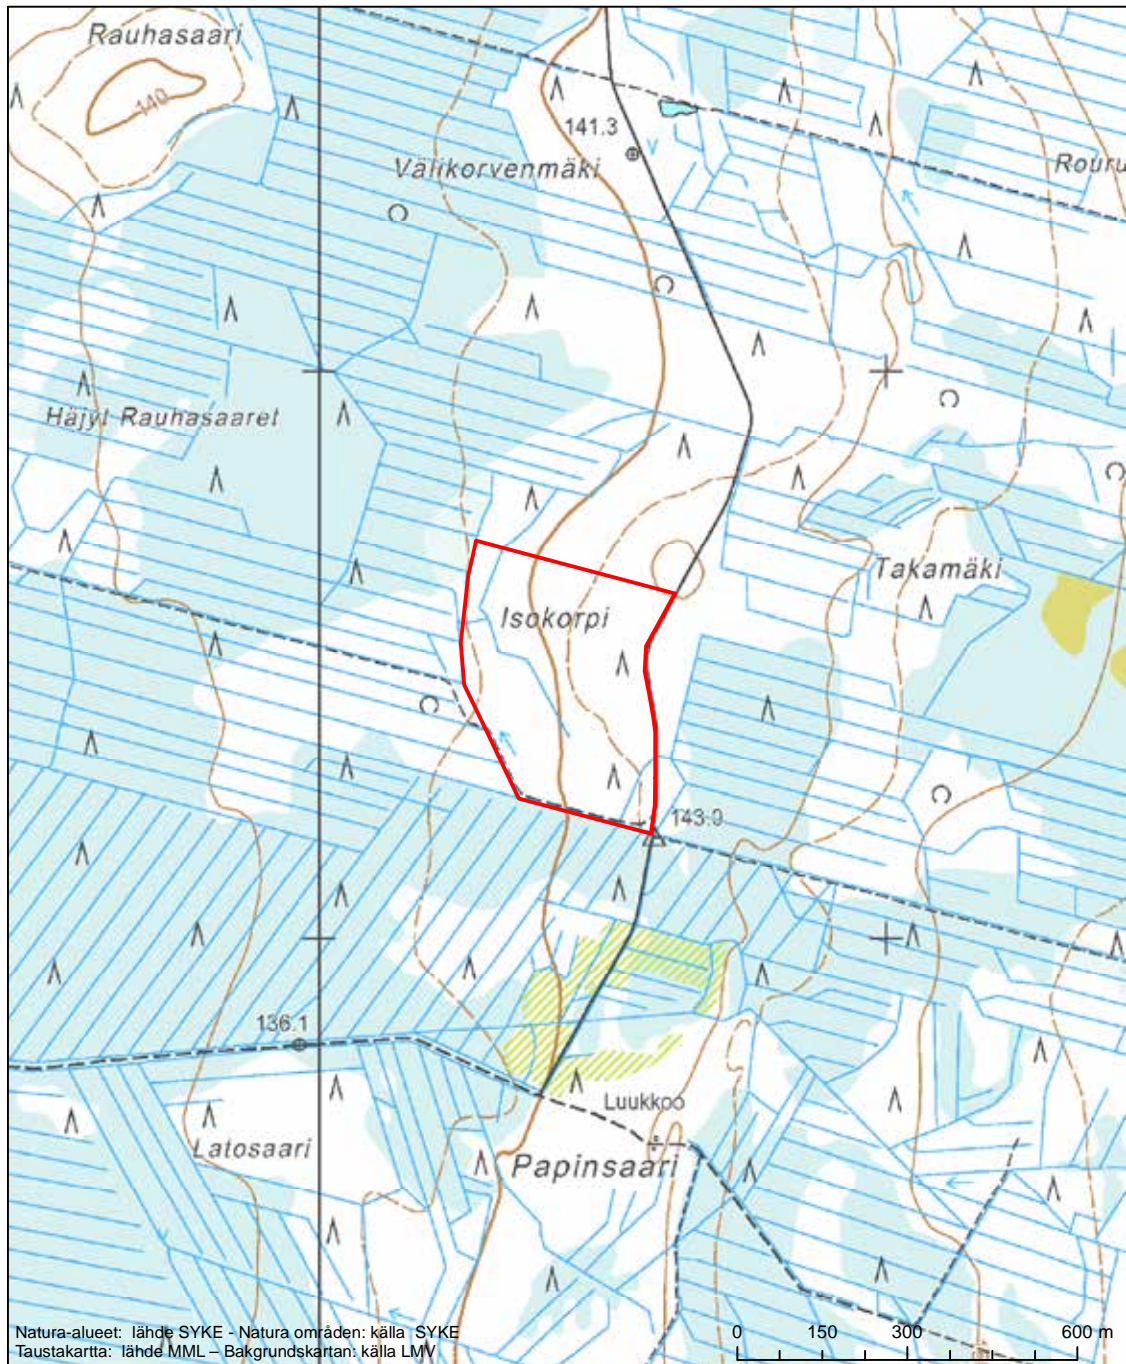 Rauhasaari
140
141.3
V
Välikorvenmäki
Rouru
Häjyt Rauhasaaret
Takamäki
Isokorpi
143.9
136.1
Luukkoo
Latosaari
Papinsaari
Natura-alueet: lähde SYKE - Natura områden: källa SYKE
Taustakartta: lähde MML – Bakgrundskartan: källa LMV
0 150 300 600 m